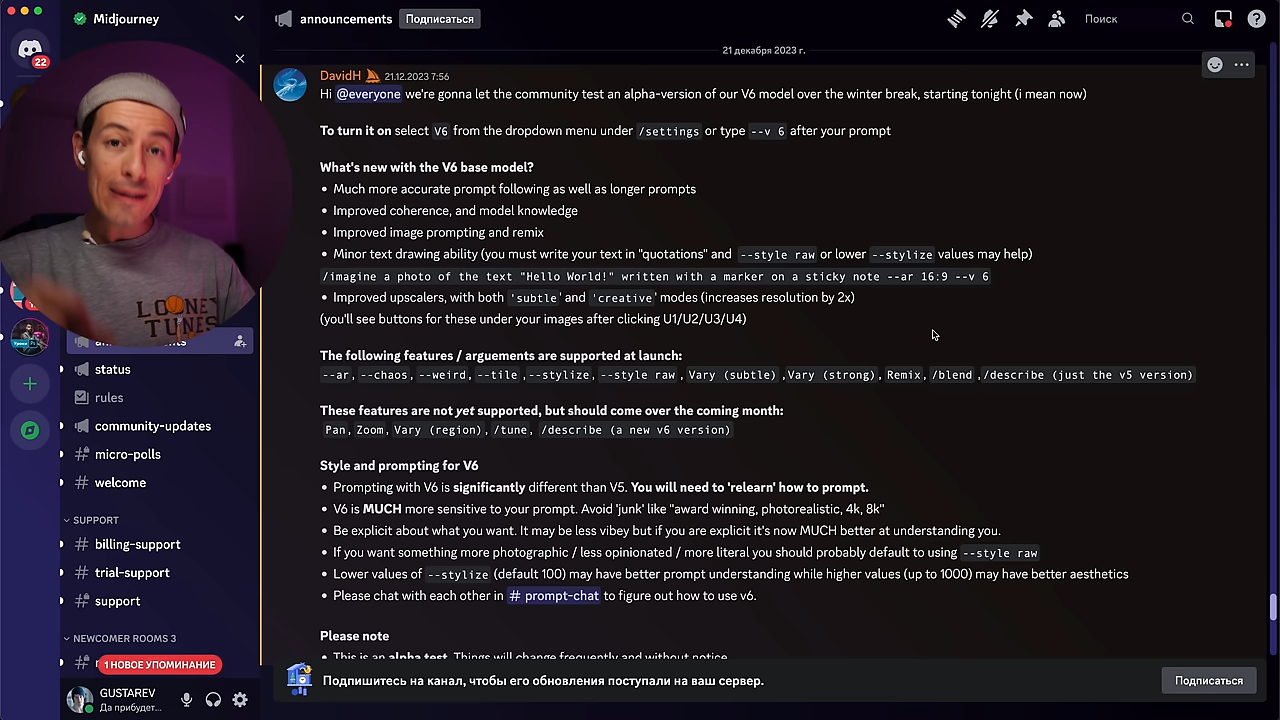 Midjourney
announcements
Подписаться
Поиск
22
21 декабря 2023 г.
DavidH 21.12.2023 7:56
Hi @everyone we're gonna let the community test an alpha-version of our V6 model over the winter break, starting tonight (i mean now)
To turn it on select V6 from the dropdown menu under /settings or type --v 6 after your prompt
What's new with the V6 base model?
• Much more accurate prompt following as well as longer prompts
• Improved coherence, and model knowledge
• Improved image prompting and remix
• Minor text drawing ability (you must write your text in "quotations" and --style raw or lower --stylize values may help)
/imagine a photo of the text "Hello World!" written with a marker on a sticky note --ar 16:9 --v 6
• Improved upscalers, with both 'subtle' and 'creative' modes (increases resolution by 2x)
(you'll see buttons for these under your images after clicking U1/U2/U3/U4)
The following features / arguements are supported at launch:
--ar, --chaos, --weird, --tile ,--stylize, --style raw , Vary (subtle) ,Vary (strong), Remix, /blend ,/describe (just the v5 version)
These features are not yet supported, but should come over the coming month:
Pan, Zoom, Vary (region), /tune, /describe (a new v6 version)
Style and prompting for V6
• Prompting with V6 is significantly different than V5. You will need to 'relearn' how to prompt.
• V6 is MUCH more sensitive to your prompt. Avoid 'junk' like "award winning, photorealistic, 4k, 8k"
• Be explicit about what you want. It may be less vibey but if you are explicit it's now MUCH better at understanding you.
• If you want something more photographic / less opinionated / more literal you should probably default to using --style raw
• Lower values of --stylize (default 100) may have better prompt understanding while higher values (up to 1000) may have better aesthetics
• Please chat with each other in # prompt-chat to figure out how to use v6.
Please note
• This is an alpha test. Things will change frequently and without notice.
LOONEY
TUNES
status
rules
community-updates
micro-polls
welcome
SUPPORT
billing-support
trial-support
support
NEWCOMER ROOMS 3
1 НОВОЕ УПОМИНАНИЕ
GUSTAREV
Да прибудет...
Подпишитесь на канал, чтобы его обновления поступали на ваш сервер.
Подписаться